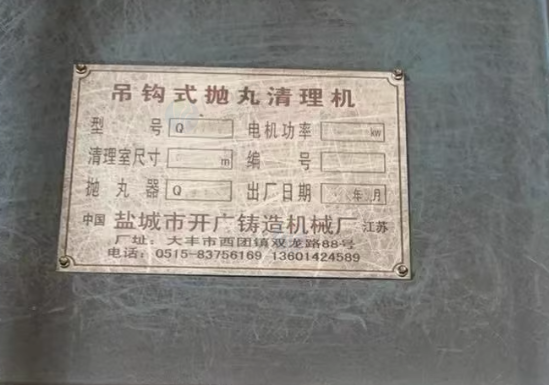 吊钩式抛丸清理机
型 号 Q 电机功率 kw
清理室尺寸 m 编 号
抛丸器 Q 出厂日期 年 月
中国 盐城市开广铸造机械厂 江苏
厂址：大丰市西团镇双龙路88号
电话：0515-83756169 13601424589